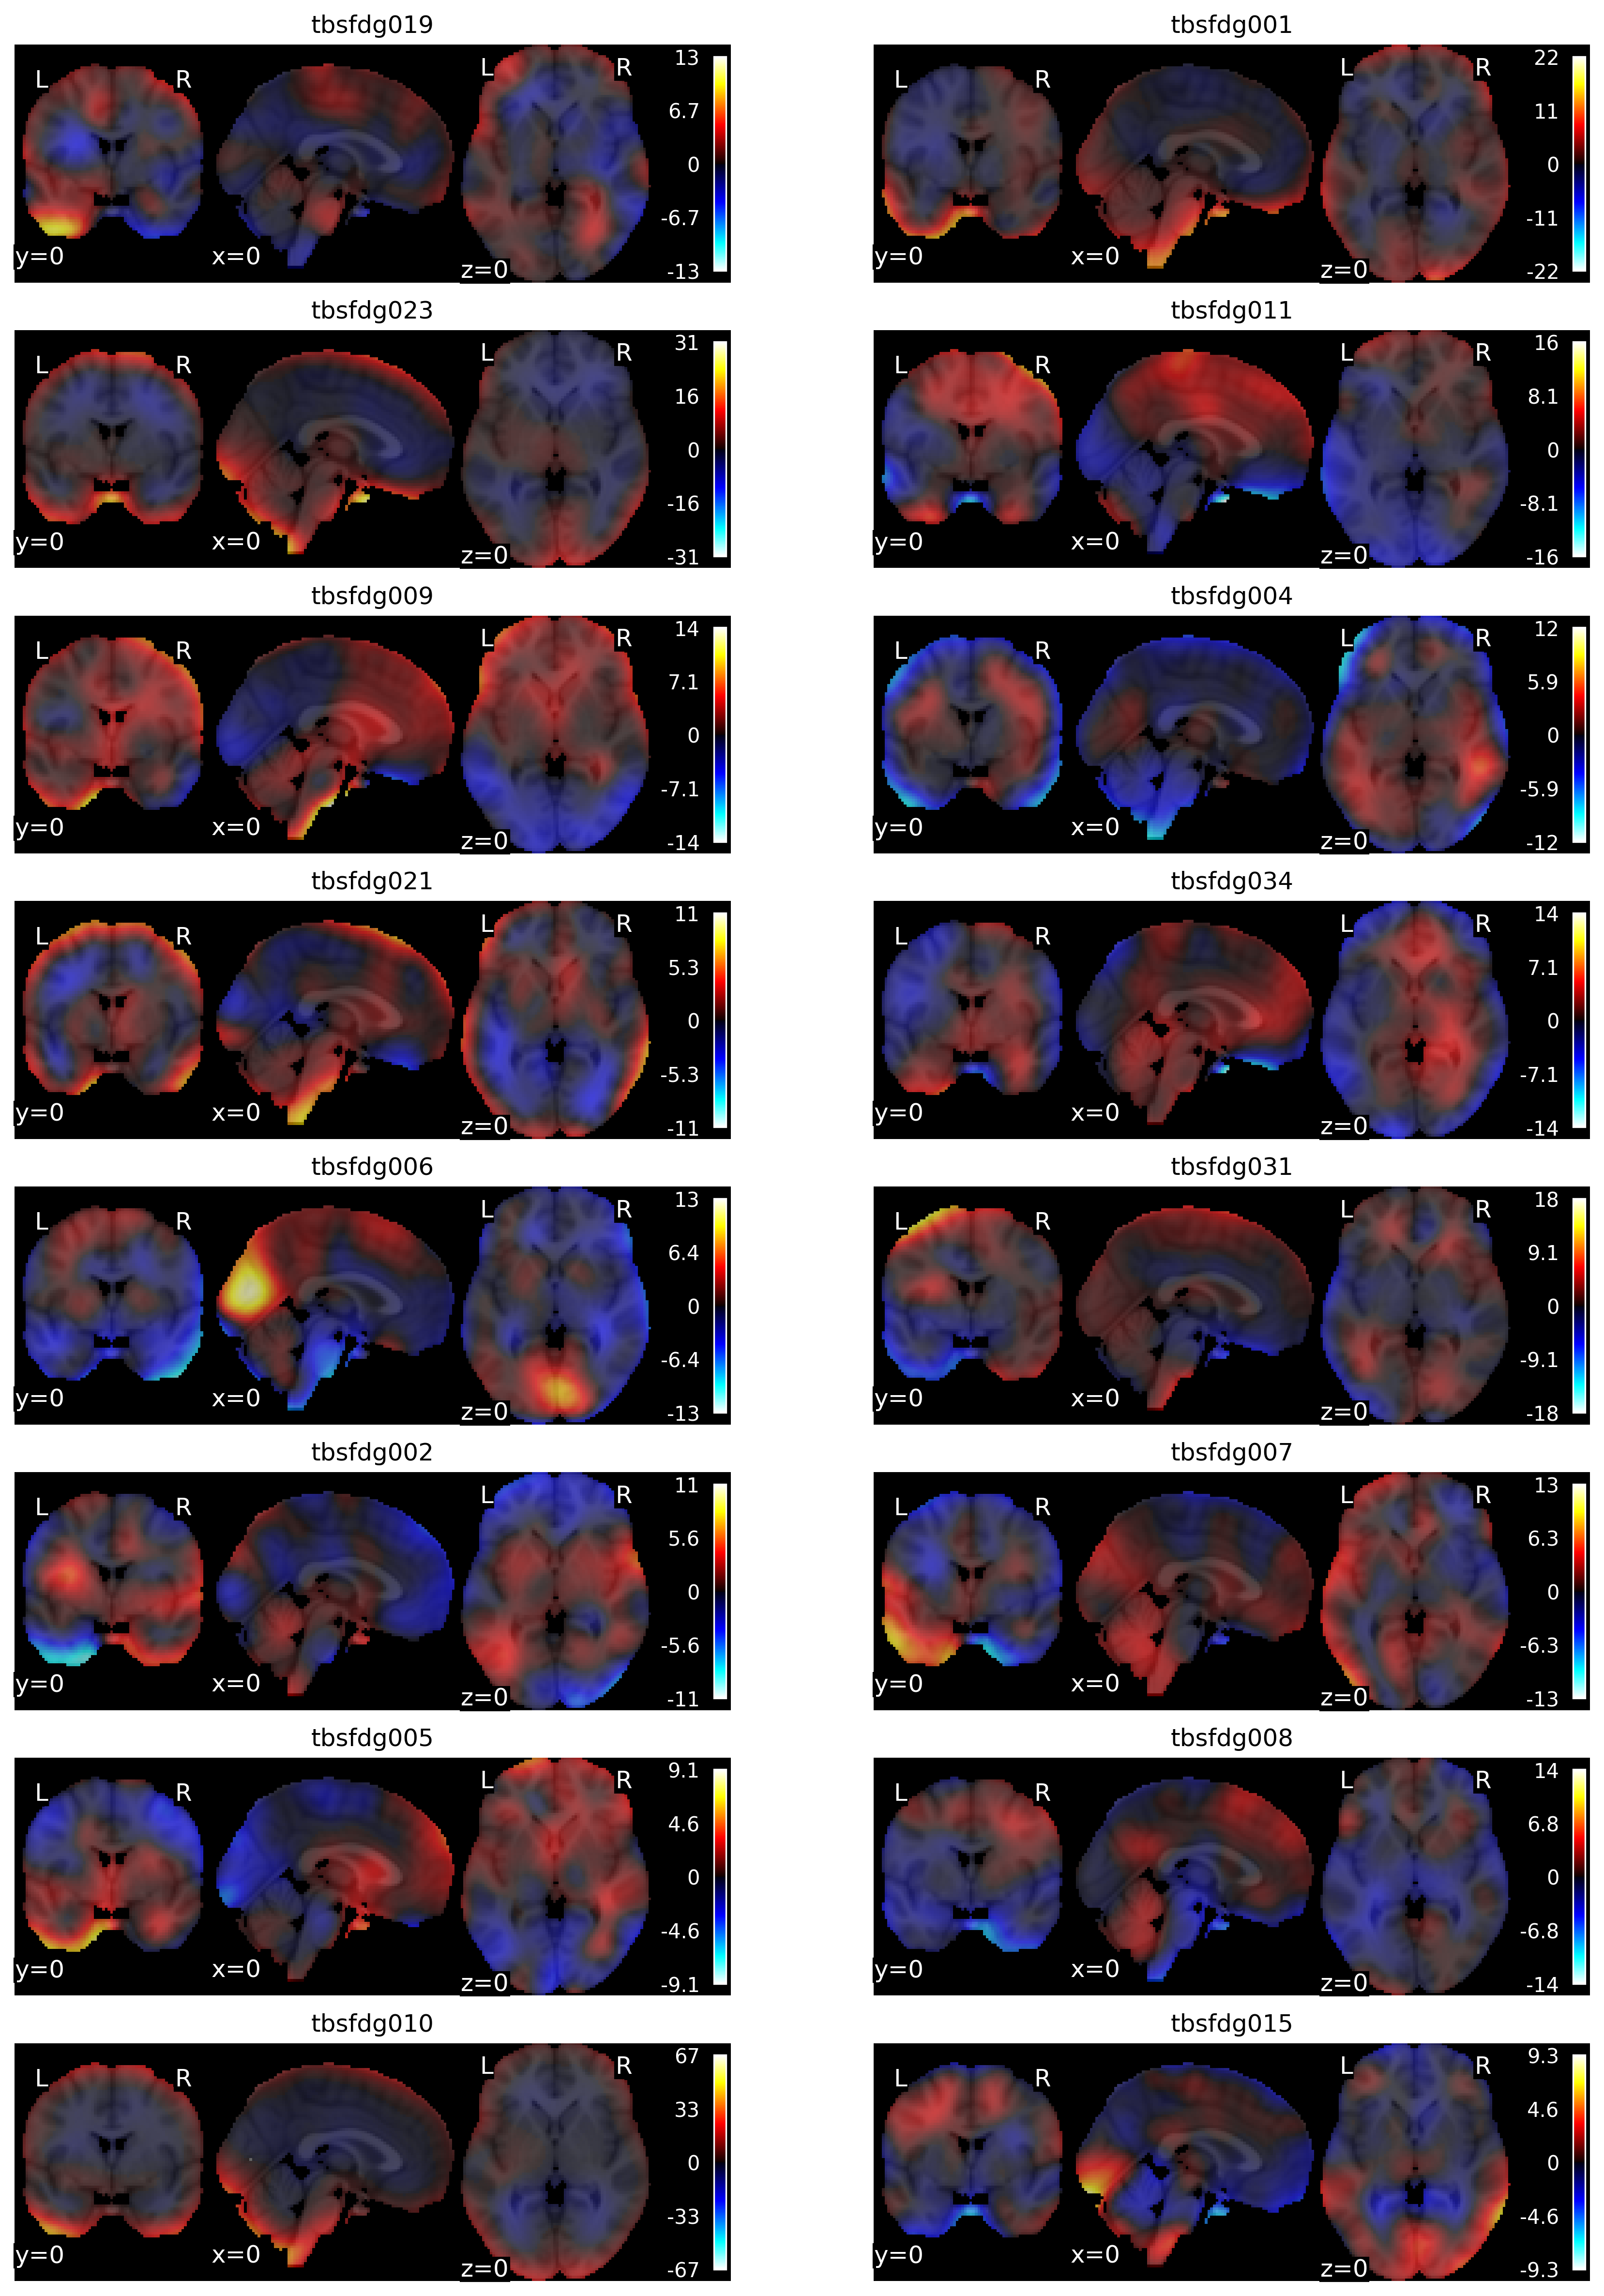 tbsfdg019
L R L R 13
6.7
0
-6.7
y=0 x=0 z=0 -13
tbsfdg001
L R L R 22
11
0
-11
y=0 x=0 z=0 -22
tbsfdg023
L R L R 31
16
0
-16
y=0 x=0 z=0 -31
tbsfdg011
L R L R 16
8.1
0
-8.1
y=0 x=0 z=0 -16
tbsfdg009
L R L R 14
7.1
0
-7.1
y=0 x=0 z=0 -14
tbsfdg004
L R L R 12
5.9
0
-5.9
y=0 x=0 z=0 -12
tbsfdg021
L R L R 11
5.3
0
-5.3
y=0 x=0 z=0 -11
tbsfdg034
L R L R 14
7.1
0
-7.1
y=0 x=0 z=0 -14
tbsfdg006
L R L R 13
6.4
0
-6.4
y=0 x=0 z=0 -13
tbsfdg031
L R L R 18
9.1
0
-9.1
y=0 x=0 z=0 -18
tbsfdg002
L R L R 11
5.6
0
-5.6
y=0 x=0 z=0 -11
tbsfdg007
L R L R 13
6.3
0
-6.3
y=0 x=0 z=0 -13
tbsfdg005
L R L R 9.1
4.6
0
-4.6
y=0 x=0 z=0 -9.1
tbsfdg008
L R L R 14
6.8
0
-6.8
y=0 x=0 z=0 -14
tbsfdg010
L R L R 67
33
0
-33
y=0 x=0 z=0 -67
tbsfdg015
L R L R 9.3
4.6
0
-4.6
y=0 x=0 z=0 -9.3